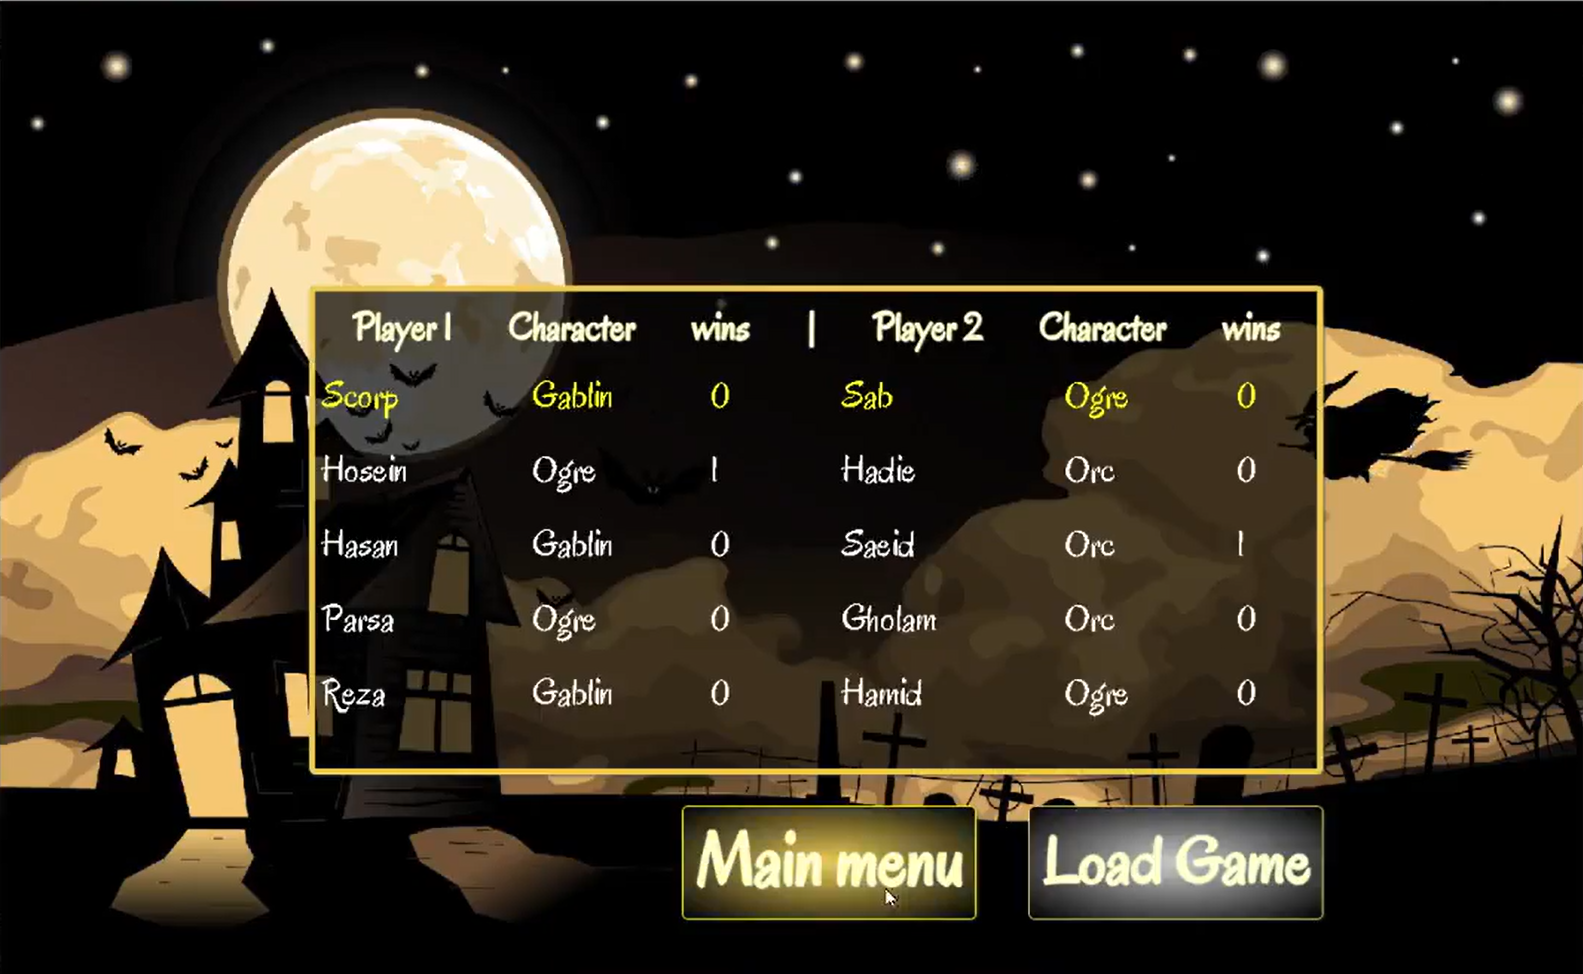 Player 1 Character wins | Player 2 Character wins
Scorp Gablin 0 Sab Ogre 0
Hosein Ogre 1 Hadie Orc 0
Hasan Gablin 0 Saeid Orc 1
Parsa Ogre 0 Gholam Orc 0
Reza Gablin 0 Hamid Ogre 0
Main menu Load Game